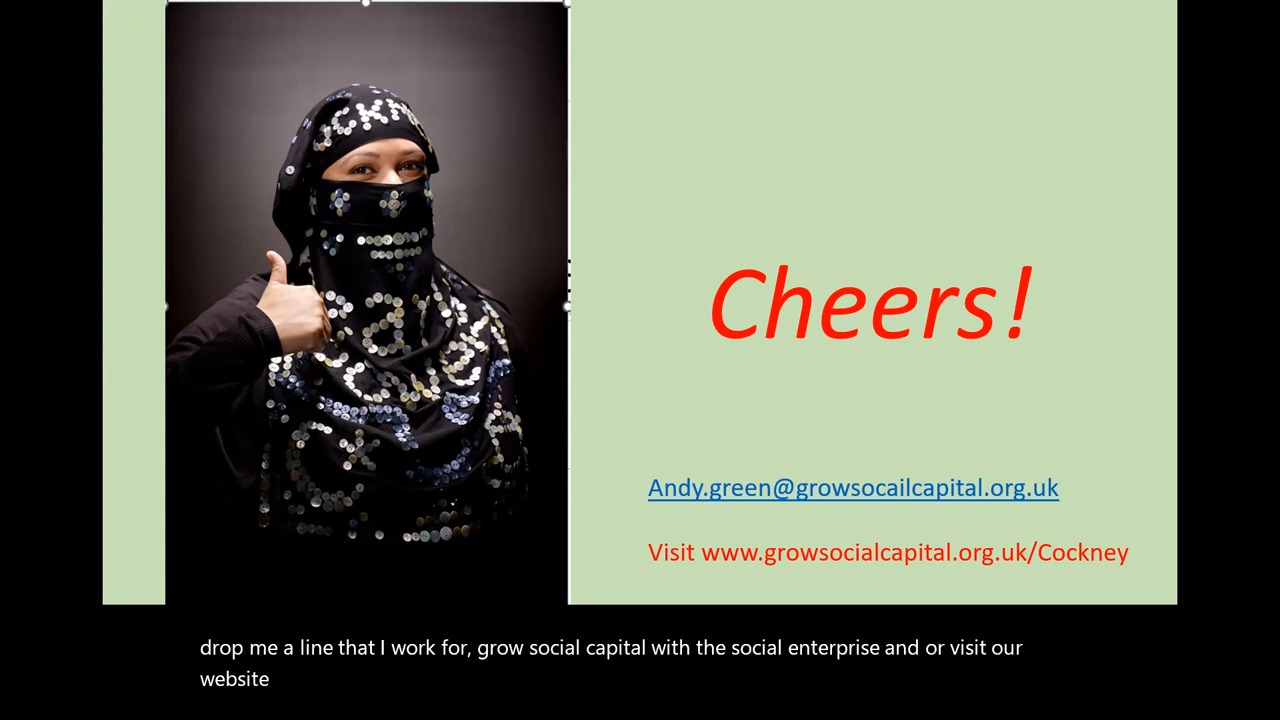 Cheers!
Andy.green@growsocailcapital.org.uk
Visit www.growsocialcapital.org.uk/Cockney
drop me a line that I work for, grow social capital with the social enterprise and or visit our
website